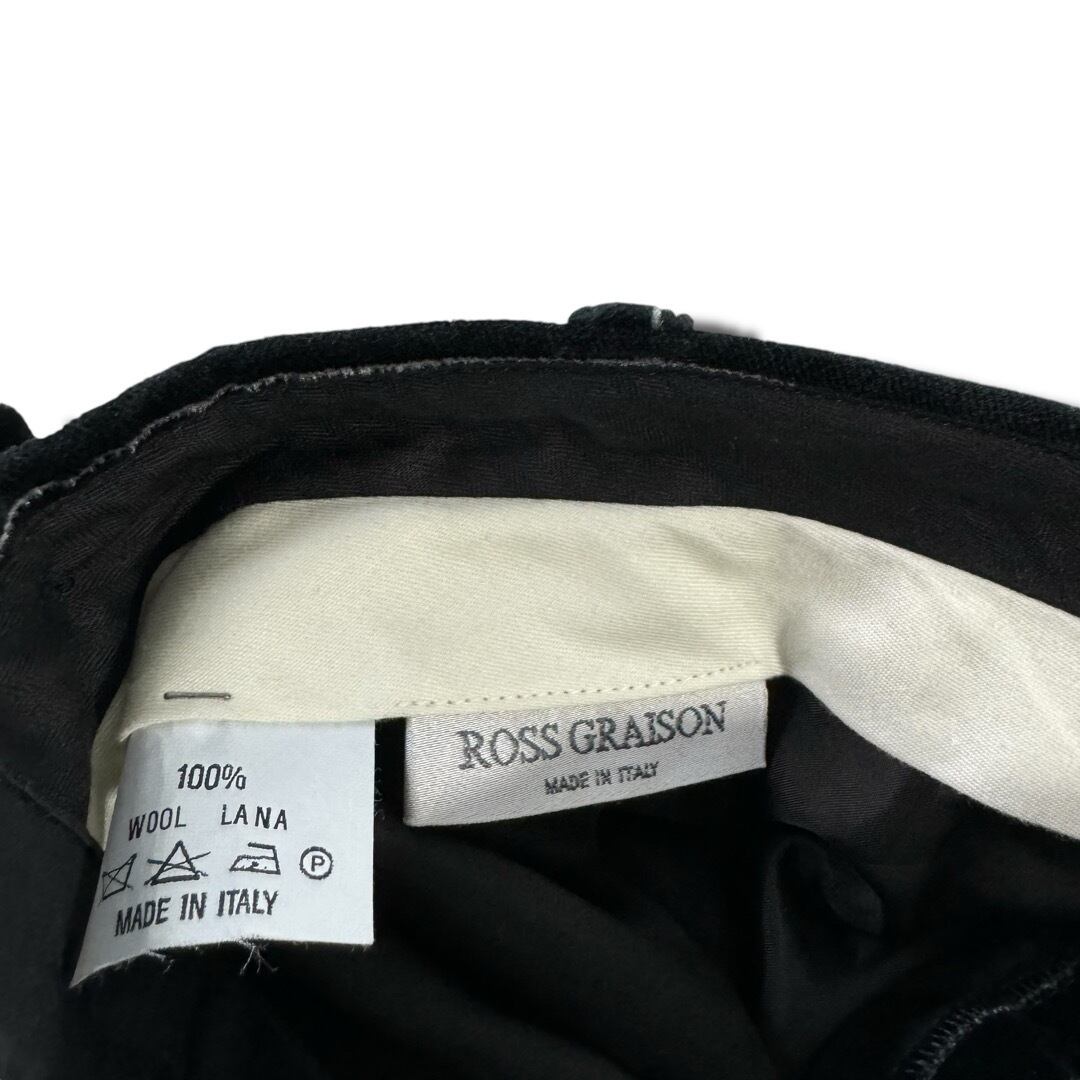 100%
WOOL LANA
P
MADE IN ITALY
ROSS GRAISON
MADE IN ITALY